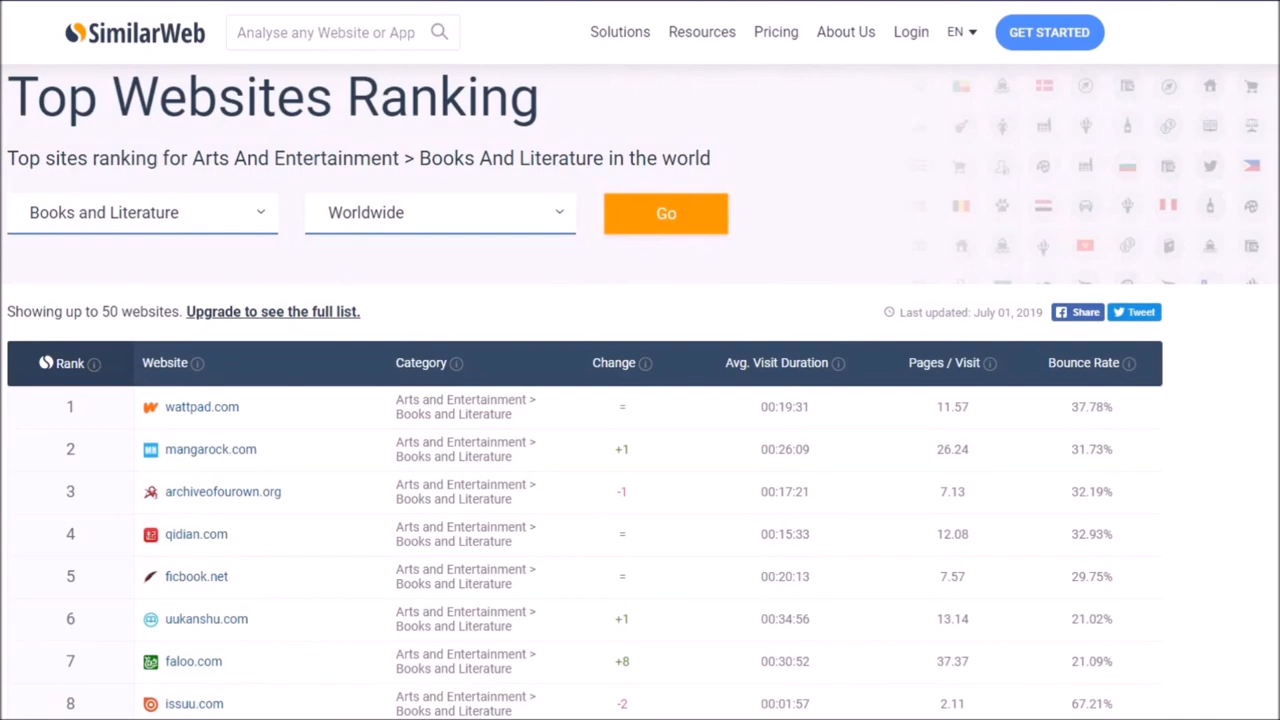 SimilarWeb Analyse any Website or App Solutions Resources Pricing About Us Login EN GET STARTED
Top Websites Ranking
Top sites ranking for Arts And Entertainment > Books And Literature in the world
Books and Literature Worldwide Go
Showing up to 50 websites. Upgrade to see the full list. Last updated: July 01, 2019 Share Tweet
Rank Website Category Change Avg. Visit Duration Pages / Visit Bounce Rate
1 wattpad.com Arts and Entertainment > = 00:19:31 11.57 37.78%
Books and Literature
2 mangarock.com Arts and Entertainment > +1 00:26:09 26.24 31.73%
Books and Literature
3 archiveofourown.org Arts and Entertainment > -1 00:17:21 7.13 32.19%
Books and Literature
4 qidian.com Arts and Entertainment > = 00:15:33 12.08 32.93%
Books and Literature
5 ficbook.net Arts and Entertainment > = 00:20:13 7.57 29.75%
Books and Literature
6 uukanshu.com Arts and Entertainment > +1 00:34:56 13.14 21.02%
Books and Literature
7 faloo.com Arts and Entertainment > +8 00:30:52 37.37 21.09%
Books and Literature
8 issuu.com Arts and Entertainment > -2 00:01:57 2.11 67.21%
Books and Literature